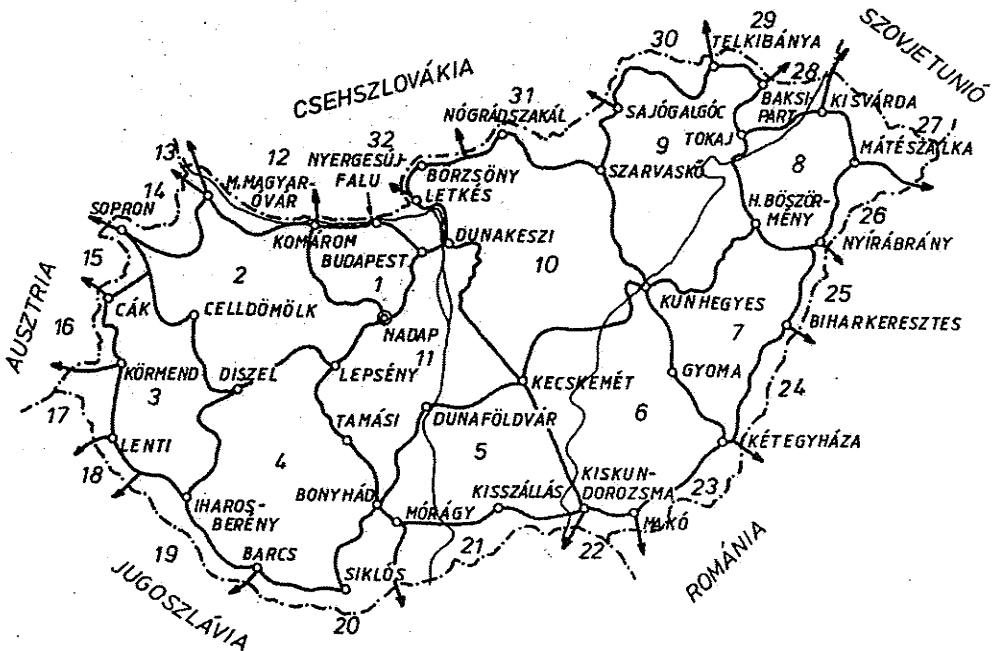 29
30
TELKIBÁNYA
SZOVJETUNIÓ
CSEHSZLOVÁKIA
31
NÓGRÁDSZAKÁL
SAJÓGALGÓC
28
BAKSI-
PART
KISVÁRDA
TOKAJ
27
MÁTÉSZALKA
13
12
32
NYERGESÚJ-
FALU
BÖRZSÖNY
LETKÉS
9
SZARVASKŐ
8
14
M.MAGYAR-
ÓVÁR
SOPRON
H.BÖSZÖR-
MÉNY
26
KOMÁROM
BUDAPEST
DUNAKESZI
NYÍRÁBRÁNY
15
2
1
10
AUSZTRIA
CÁK
CELLDÖMÖLK
NADAP
KUNHEGYES
25
16
11
7
BIHARKERESZTES
KÖRMEND
DISZEL
LEPSÉNY
KECSKEMÉT
GYOMA
24
17
3
TAMÁSI
DUNAFÖLDVÁR
6
LENTI
KÉTEGYHÁZA
18
4
5
BONYHÁD
KISSZÁLLÁS
KISKUN-
DOROZSMA
23
IHAROS-
BERÉNY
MÓRÁGY
MAKÓ
19
BARCS
21
22
ROMÁNIA
JUGOSZLÁVIA
SIKLÓS
20